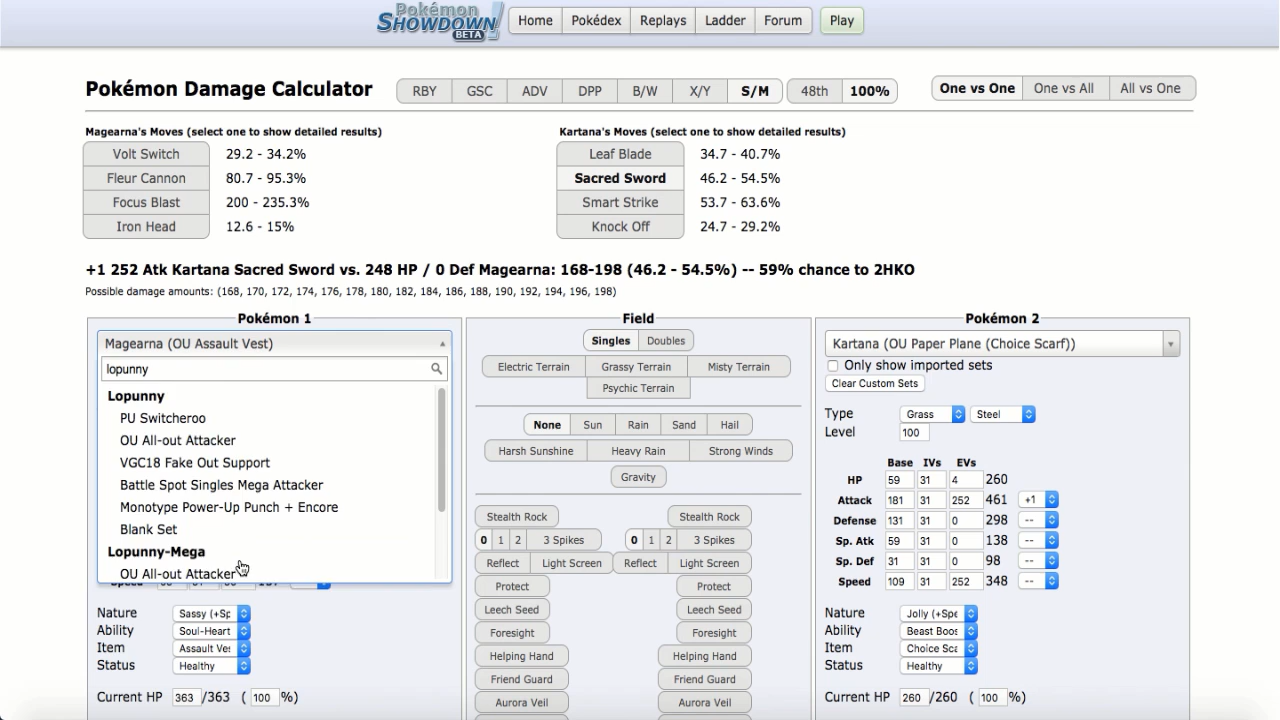 Pokémon
SHOWDOWN!
BETA
Home Pokédex Replays Ladder Forum Play
Pokémon Damage Calculator RBY GSC ADV DPP B/W X/Y S/M 48th 100% One vs One One vs All All vs One
Magearna's Moves (select one to show detailed results) Kartana's Moves (select one to show detailed results)
Volt Switch 29.2 - 34.2% Leaf Blade 34.7 - 40.7%
Fleur Cannon 80.7 - 95.3% Sacred Sword 46.2 - 54.5%
Focus Blast 200 - 235.3% Smart Strike 53.7 - 63.6%
Iron Head 12.6 - 15% Knock Off 24.7 - 29.2%
+1 252 Atk Kartana Sacred Sword vs. 248 HP / 0 Def Magearna: 168-198 (46.2 - 54.5%) -- 59% chance to 2HKO
Possible damage amounts: (168, 170, 172, 174, 176, 178, 180, 182, 184, 186, 188, 190, 192, 194, 196, 198)
Pokémon 1
Magearna (OU Assault Vest)
lopunny
Lopunny
PU Switcheroo
OU All-out Attacker
VGC18 Fake Out Support
Battle Spot Singles Mega Attacker
Monotype Power-Up Punch + Encore
Blank Set
Lopunny-Mega
OU All-out Attacker
Nature Sassy (+Sp
Ability Soul-Heart
Item Assault Ves
Status Healthy
Current HP 363 /363 ( 100 %)
Field
Singles Doubles
Electric Terrain Grassy Terrain Misty Terrain
Psychic Terrain
None Sun Rain Sand Hail
Harsh Sunshine Heavy Rain Strong Winds
Gravity
Stealth Rock Stealth Rock
0 1 2 3 Spikes 0 1 2 3 Spikes
Reflect Light Screen Reflect Light Screen
Protect Protect
Leech Seed Leech Seed
Foresight Foresight
Helping Hand Helping Hand
Friend Guard Friend Guard
Aurora Veil Aurora Veil
Pokémon 2
Kartana (OU Paper Plane (Choice Scarf))
Only show imported sets
Clear Custom Sets
Type Grass Steel
Level 100
Base IVs EVs
HP 59 31 4 260
Attack 181 31 252 461 +1
Defense 131 31 0 298 --
Sp. Atk 59 31 0 138 --
Sp. Def 31 31 0 98 --
Speed 109 31 252 348 --
Nature Jolly (+Spe
Ability Beast Boos
Item Choice Sca
Status Healthy
Current HP 260 /260 ( 100 %)